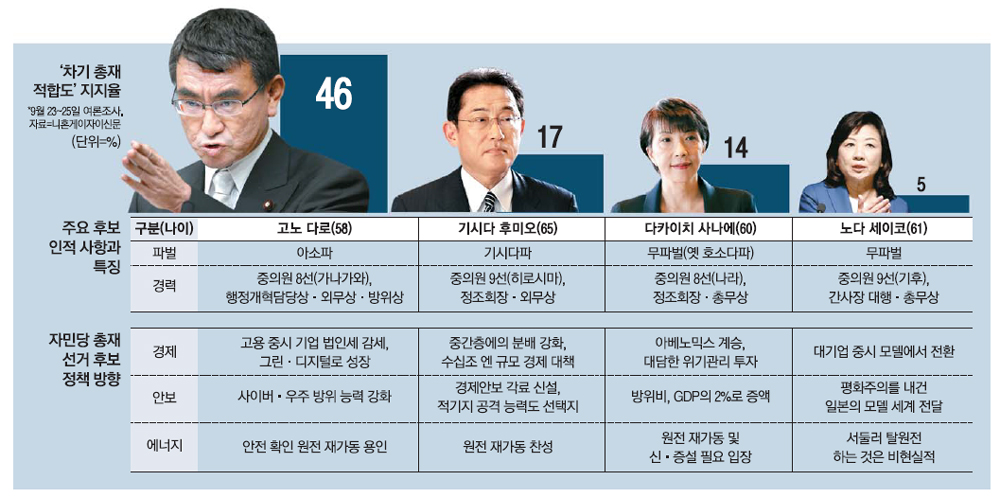 '차기 총재
적합도' 지지율
*9월 23~25일 여론조사,
자료=니혼게이자이신문
(단위=%)
46
17
14
5
주요 후보
인적 사항과
특징
구분(나이) 고노 다로(58) 기시다 후미오(65) 다카이치 사나에(60) 노다 세이코(61)
파벌 아소파 기시다파 무파벌(옛 호소다파) 무파벌
경력
중의원 8선(가나가와),
행정개혁담당상·외무상·방위상
중의원 9선(히로시마),
정조회장·외무상
중의원 8선(나라),
정조회장·총무상
중의원 9선(기후),
간사장 대행·총무상
자민당 총재
선거 후보
정책 방향
경제
고용 중시 기업 법인세 감세,
그린·디지털로 성장
중간층에의 분배 강화,
수십조 엔 규모 경제 대책
아베노믹스 계승,
대담한 위기관리 투자
대기업 중시 모델에서 전환
안보
사이버·우주 방위 능력 강화
경제안보 각료 신설,
적기지 공격 능력도 선택지
방위비, GDP의 2%로 증액
평화주의를 내건
일본의 모델 세계 전달
에너지
안전 확인 원전 재가동 용인
원전 재가동 찬성
원전 재가동 및
신·증설 필요 입장
서둘러 탈원전
하는 것은 비현실적